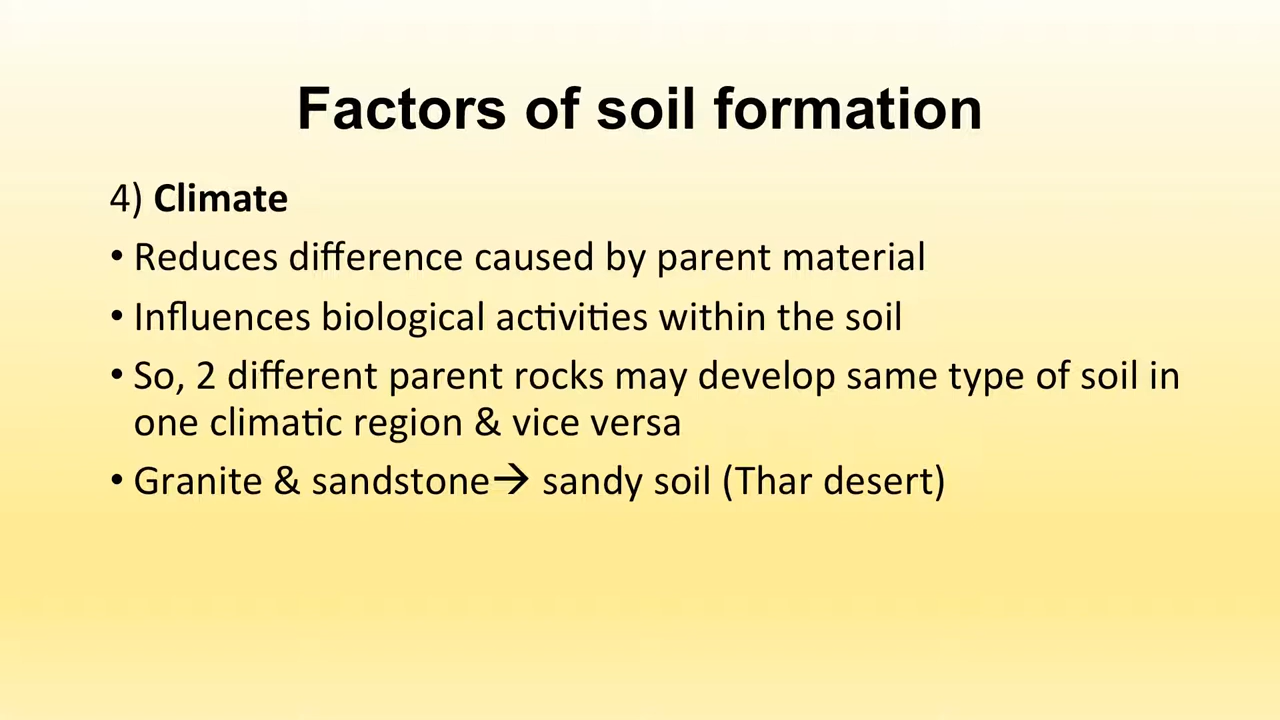 Factors of soil formation
4) Climate
• Reduces difference caused by parent material
• Influences biological activities within the soil
• So, 2 different parent rocks may develop same type of soil in
one climatic region & vice versa
• Granite & sandstone→ sandy soil (Thar desert)